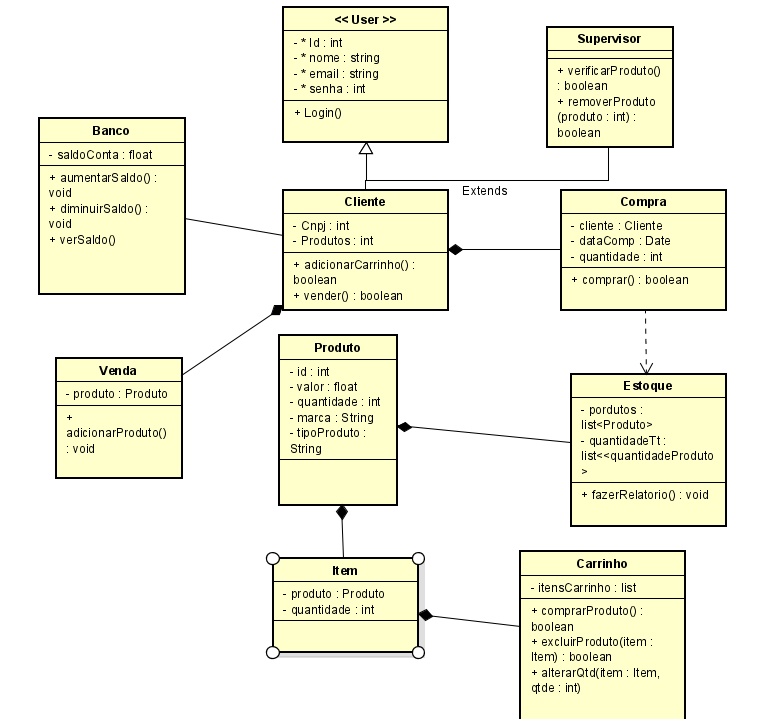 << User >>
- * Id : int
- * nome : string
- * email : string
- * senha : int
+ Login()
Supervisor
+ verificarProduto()
: boolean
+ removerProduto
(produto : int) :
boolean
Banco
- saldoConta : float
+ aumentarSaldo() :
void
+ diminuirSaldo() :
void
+ verSaldo()
Extends
Cliente
- Cnpj : int
- Produtos : int
+ adicionarCarrinho() :
boolean
+ vender() : boolean
Compra
- cliente : Cliente
- dataComp : Date
- quantidade : int
+ comprar() : boolean
Venda
- produto : Produto
+
adicionarProduto()
: void
Produto
- id : int
- valor : float
- quantidade : int
- marca : String
- tipoProduto :
String
Estoque
- pordutos :
list<Produto>
- quantidadeTt :
list<<quantidadeProduto
>
+ fazerRelatorio() : void
Item
- produto : Produto
- quantidade : int
Carrinho
- itensCarrinho : list
+ comprarProduto() :
boolean
+ excluirProduto(item :
Item) : boolean
+ alterarQtd(item : Item,
qtde : int)